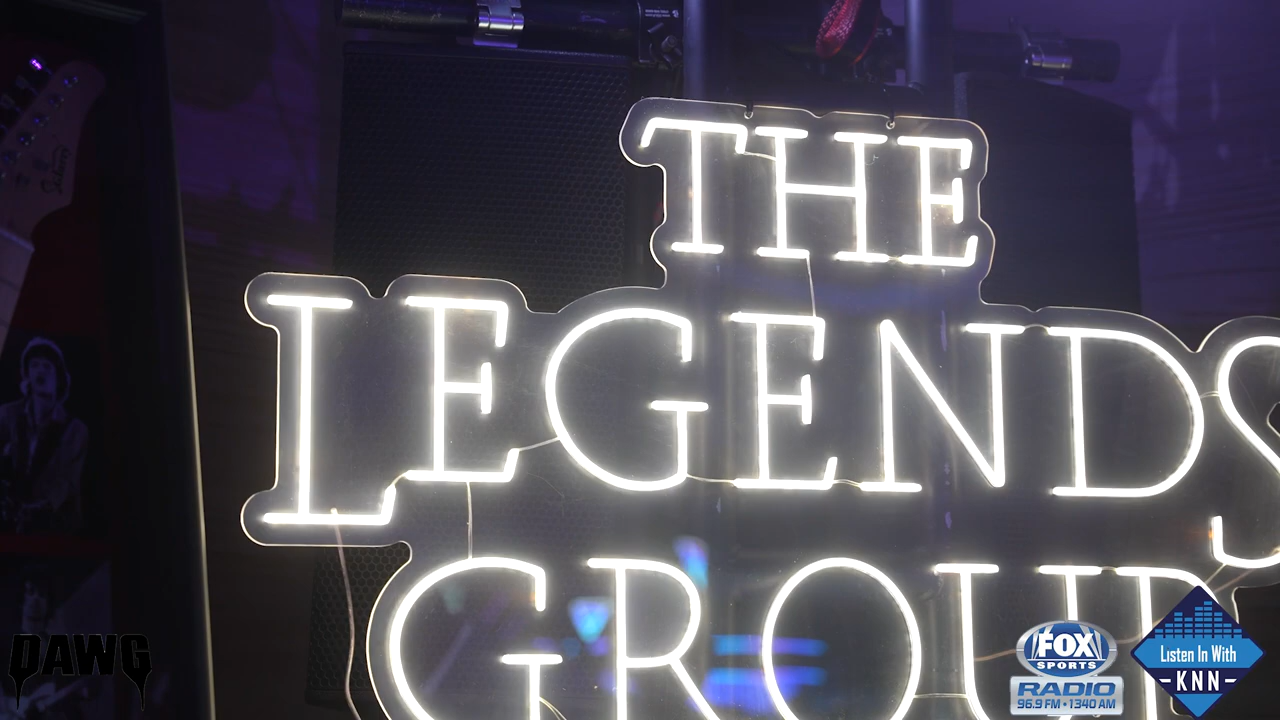 THE
LEGENDS
GROUP
DAWG
FOX
SPORTS
RADIO
96.9 FM • 1340 AM
Listen In With
KNN